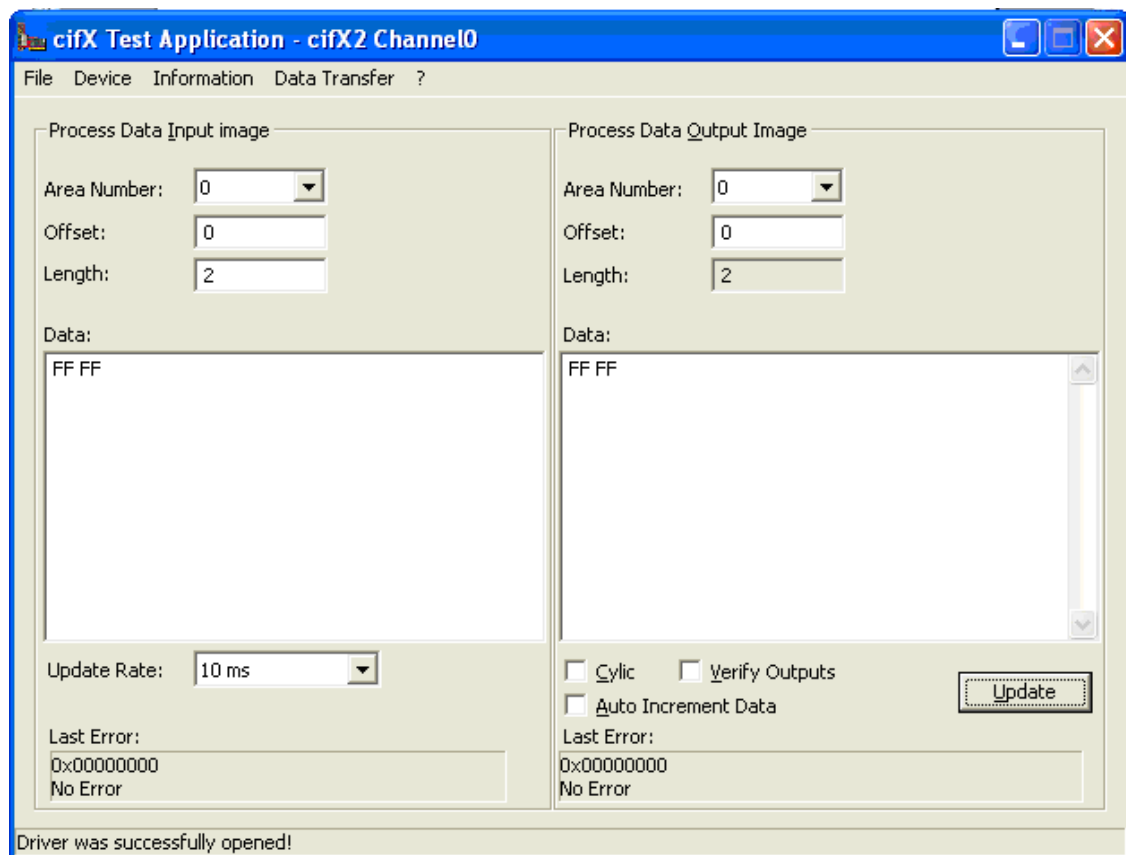 cifX Test Application - cifX2 Channel0
File Device Information Data Transfer ?
Process Data Input image
Area Number: 0
Offset: 0
Length: 2
Data:
FF FF
Update Rate: 10 ms
Last Error:
0x00000000
No Error
Process Data Output Image
Area Number: 0
Offset: 0
Length: 2
Data:
FF FF
Cylic Verify Outputs
Auto Increment Data
Update
Last Error:
0x00000000
No Error
Driver was successfully opened!